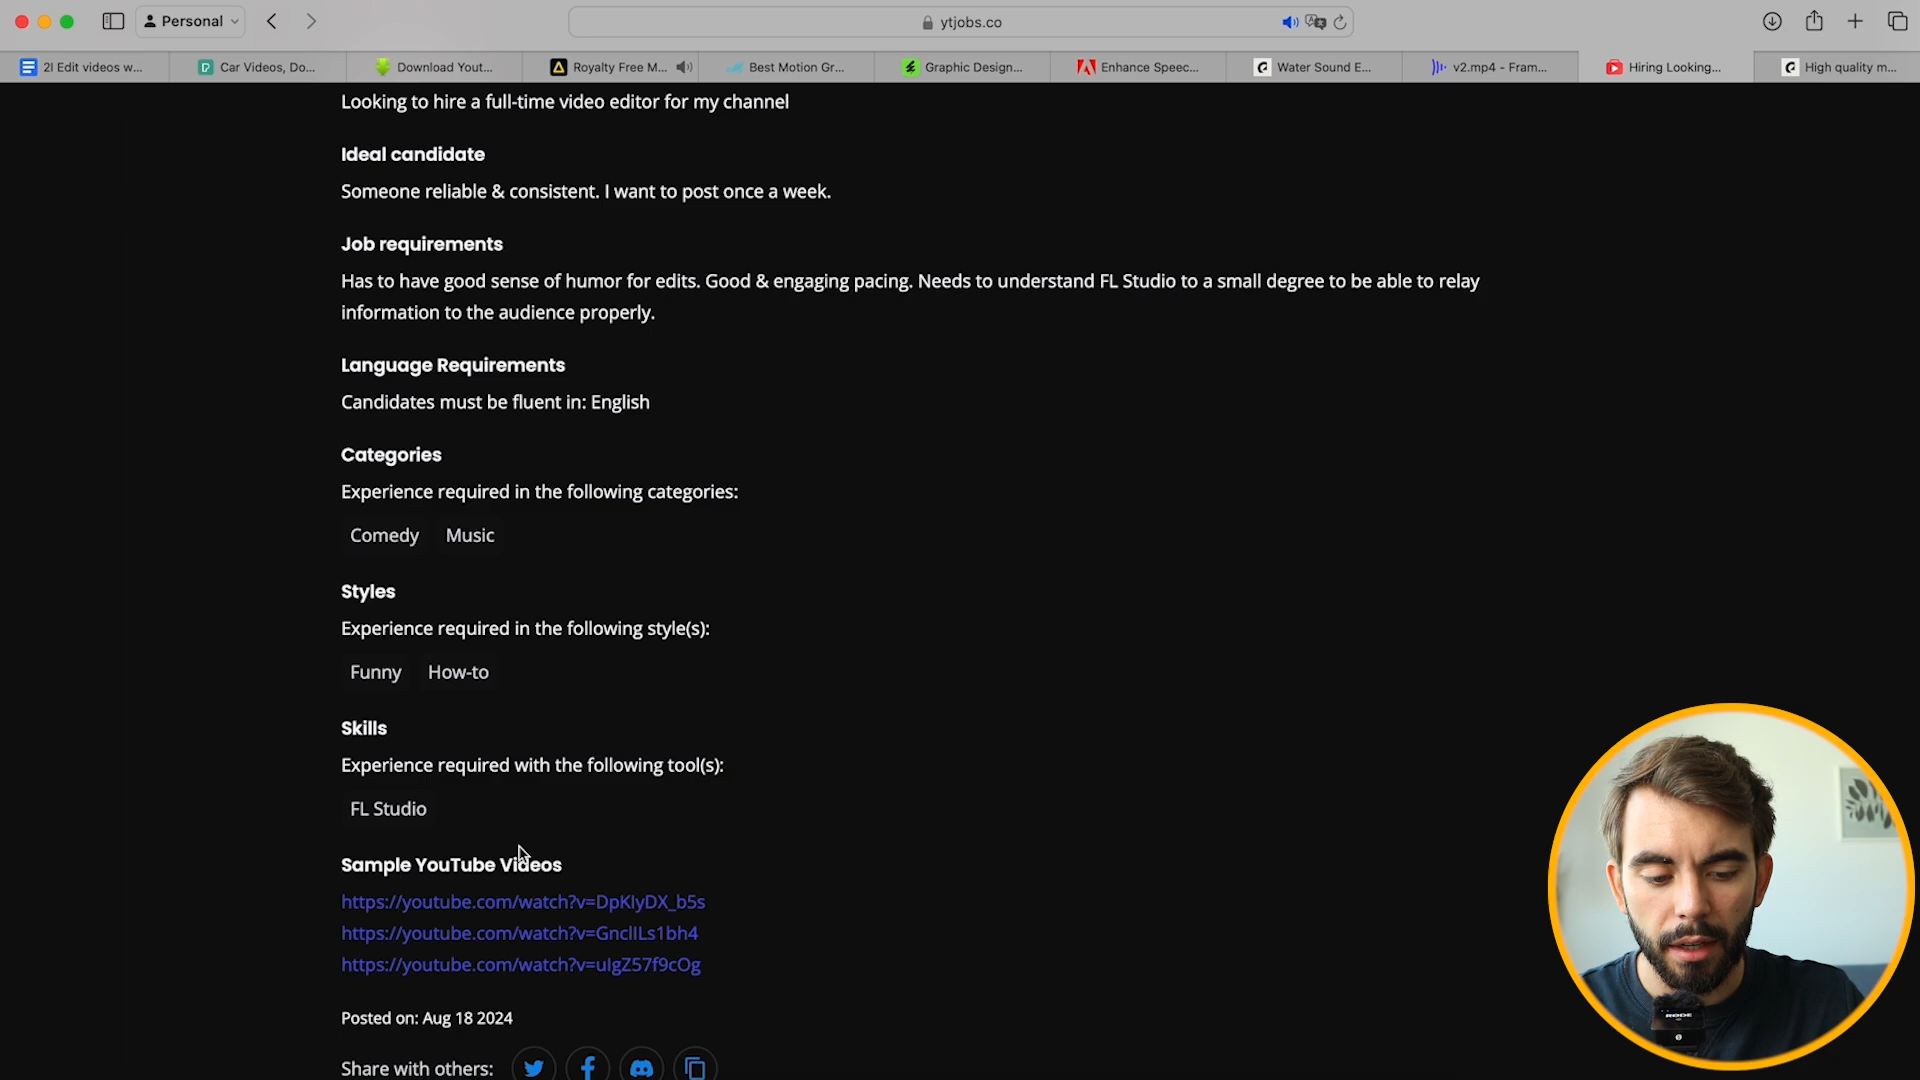 Personal
ytjobs.co
2l Edit videos w...
Car Videos, Do...
Download Yout...
Royalty Free M...
Best Motion Gr...
Graphic Design...
Enhance Speec...
Water Sound E...
v2.mp4 - Fram...
Hiring Looking...
High quality m...
Looking to hire a full-time video editor for my channel
Ideal candidate
Someone reliable & consistent. I want to post once a week.
Job requirements
Has to have good sense of humor for edits. Good & engaging pacing. Needs to understand FL Studio to a small degree to be able to relay
information to the audience properly.
Language Requirements
Candidates must be fluent in: English
Categories
Experience required in the following categories:
Comedy Music
Styles
Experience required in the following style(s):
Funny How-to
Skills
Experience required with the following tool(s):
FL Studio
Sample YouTube Videos
https://youtube.com/watch?v=DpKlyDX_b5s
https://youtube.com/watch?v=GnclILs1bh4
https://youtube.com/watch?v=ulgZ57f9cOg
Posted on: Aug 18 2024
Share with others:
RODE